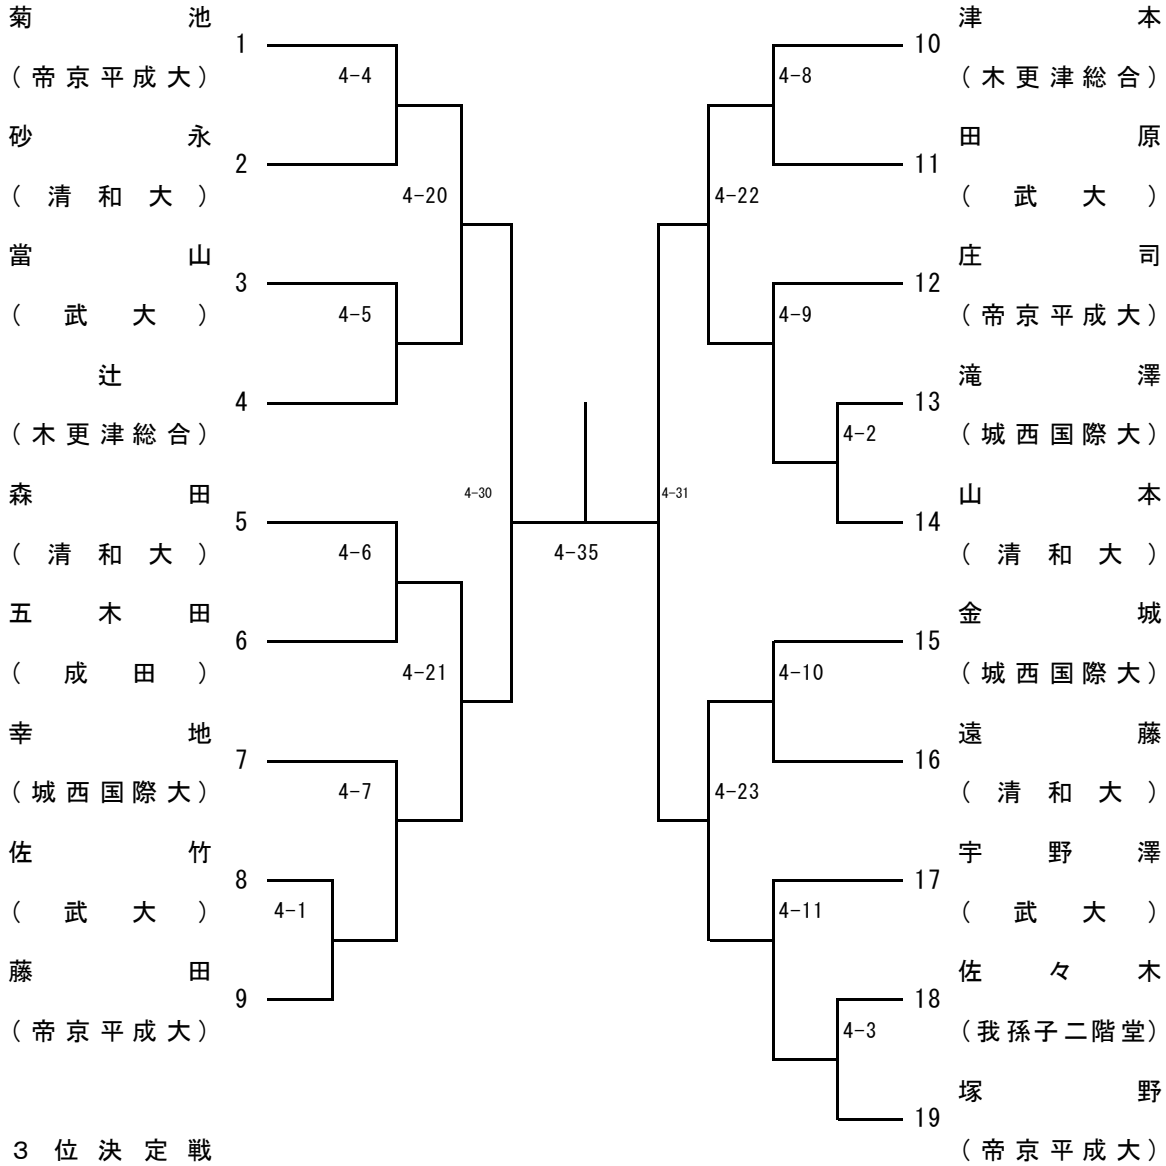 菊池
1
(帝京平成大)
4-4
砂永
2
(清和大)
4-20
當山
3
(武大)
4-5
辻
4
(木更津総合)
4-30
森田
5
(清和大)
4-6
五木田
6
(成田)
4-21
幸地
7
(城西国際大)
4-7
佐竹
8
(武大)
4-1
藤田
9
(帝京平成大)
3位決定戦
4-35
津本
10
4-8
(木更津総合)
田原
11
4-22
(武大)
庄司
12
4-9
(帝京平成大)
滝澤
13
4-2
(城西国際大)
4-31
山本
14
(清和大)
金城
15
4-10
(城西国際大)
遠藤
16
4-23
(清和大)
宇野澤
17
4-11
(武大)
佐々木
18
4-3
(我孫子二階堂)
塚野
19
(帝京平成大)